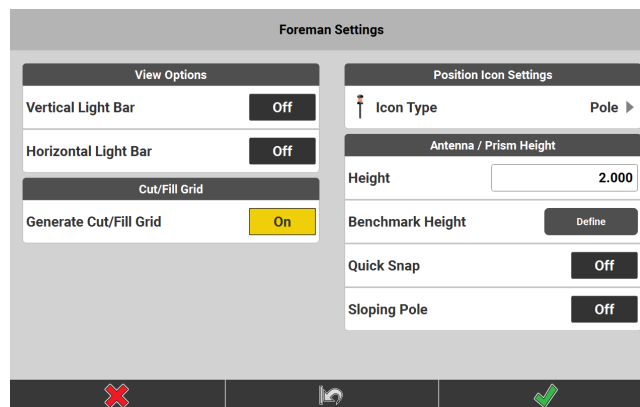 Foreman Settings
View Options
Vertical Light Bar Off
Horizontal Light Bar Off
Cut/Fill Grid
Generate Cut/Fill Grid On
Position Icon Settings
Icon Type Pole
Antenna / Prism Height
Height 2.000
Benchmark Height Define
Quick Snap Off
Sloping Pole Off